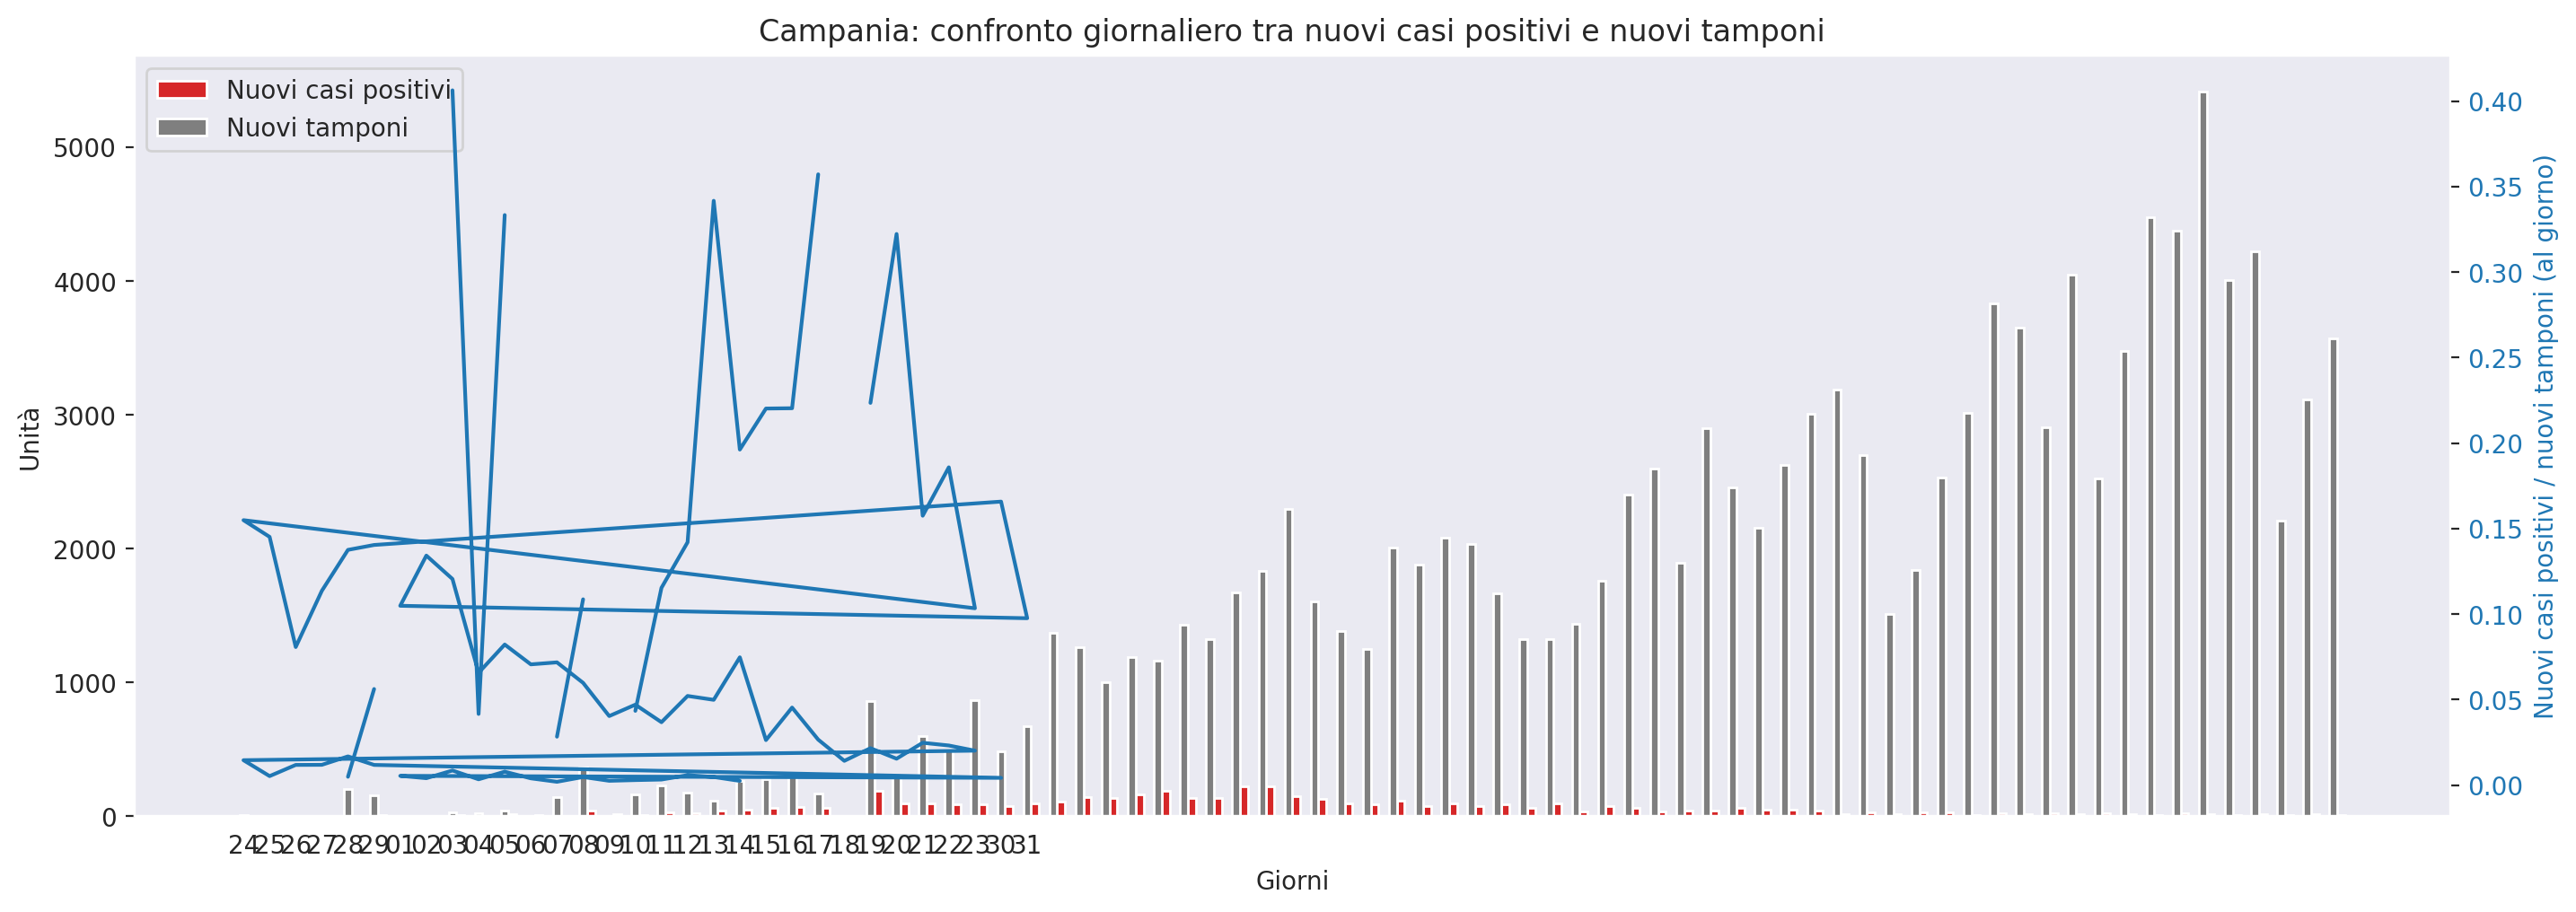 Campania: confronto giornaliero tra nuovi casi positivi e nuovi tamponi
Nuovi casi positivi
Nuovi tamponi
5000
4000
3000
2000
1000
0
Unità
0.40
0.35
0.30
0.25
0.20
0.15
0.10
0.05
0.00
Nuovi casi positivi / nuovi tamponi (al giorno)
24 25 26 27 28 29 01 02 03 04 05 06 07 08 09 10 11 12 13 14 15 16 17 18 19 20 21 22 23 30 31
Giorni